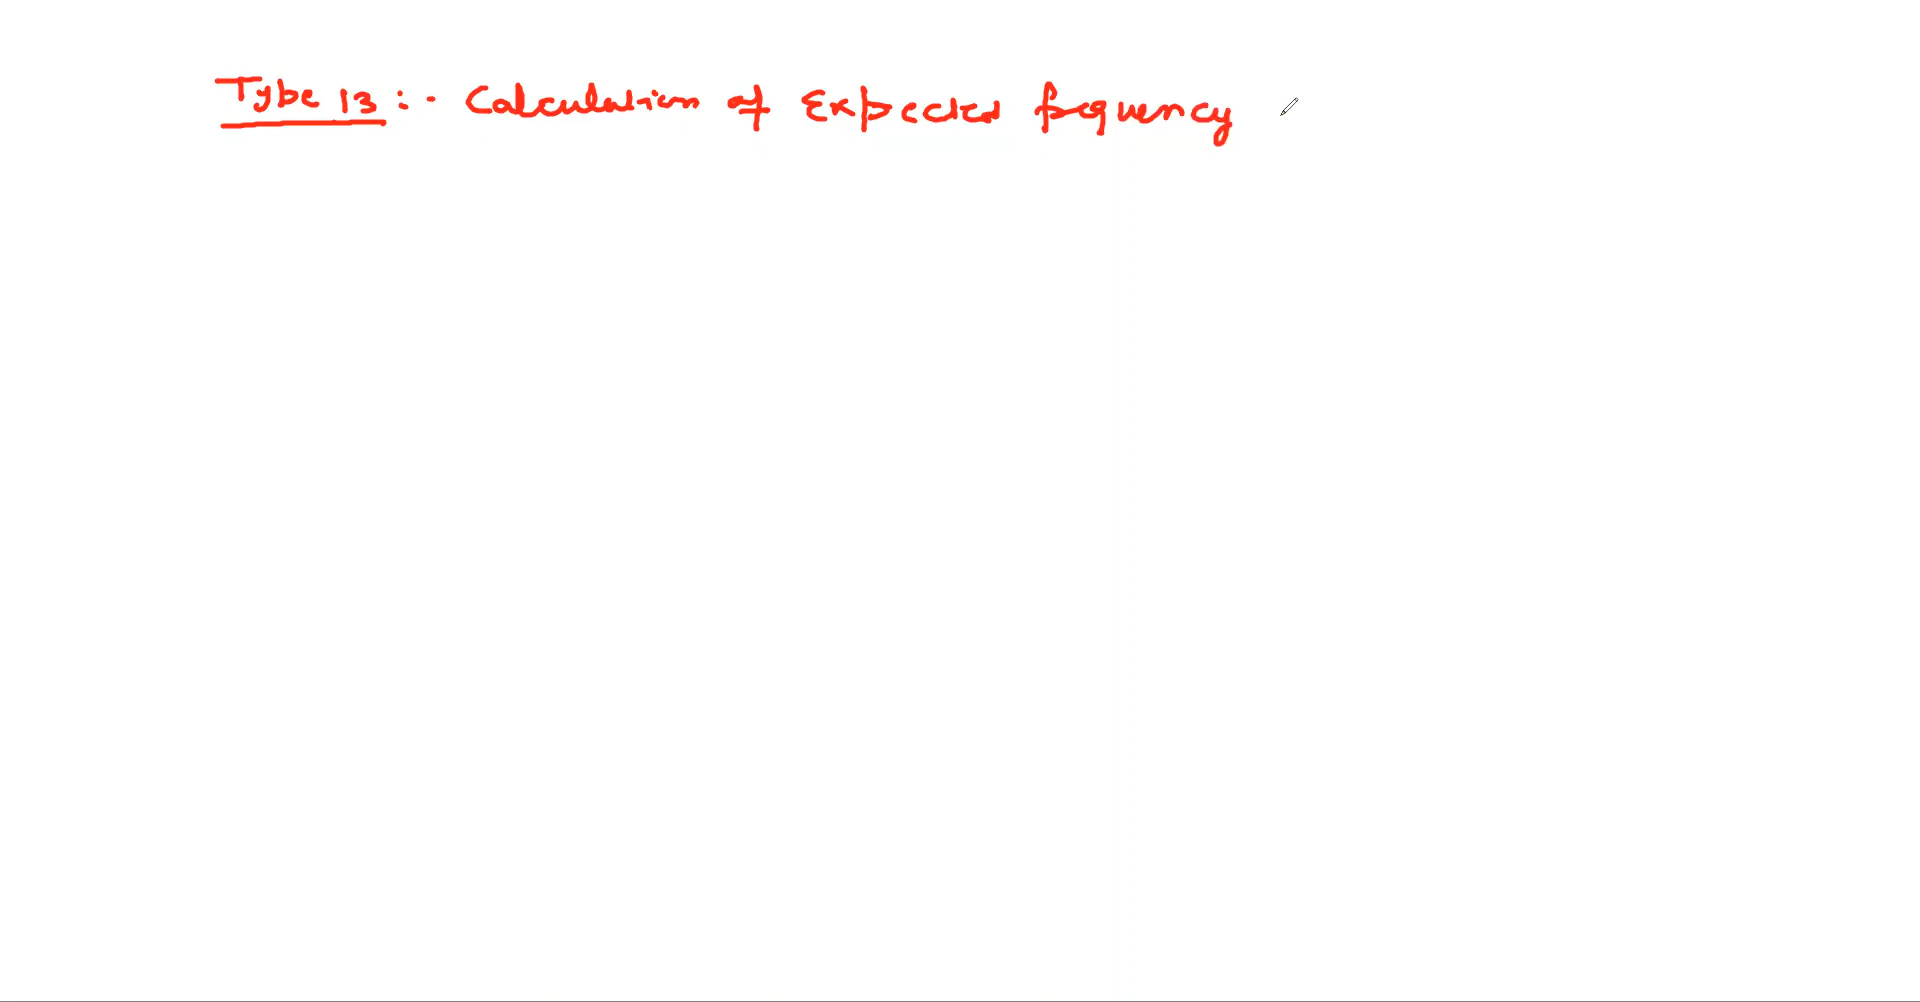 Type 13 :- Calculation of Expected frequency